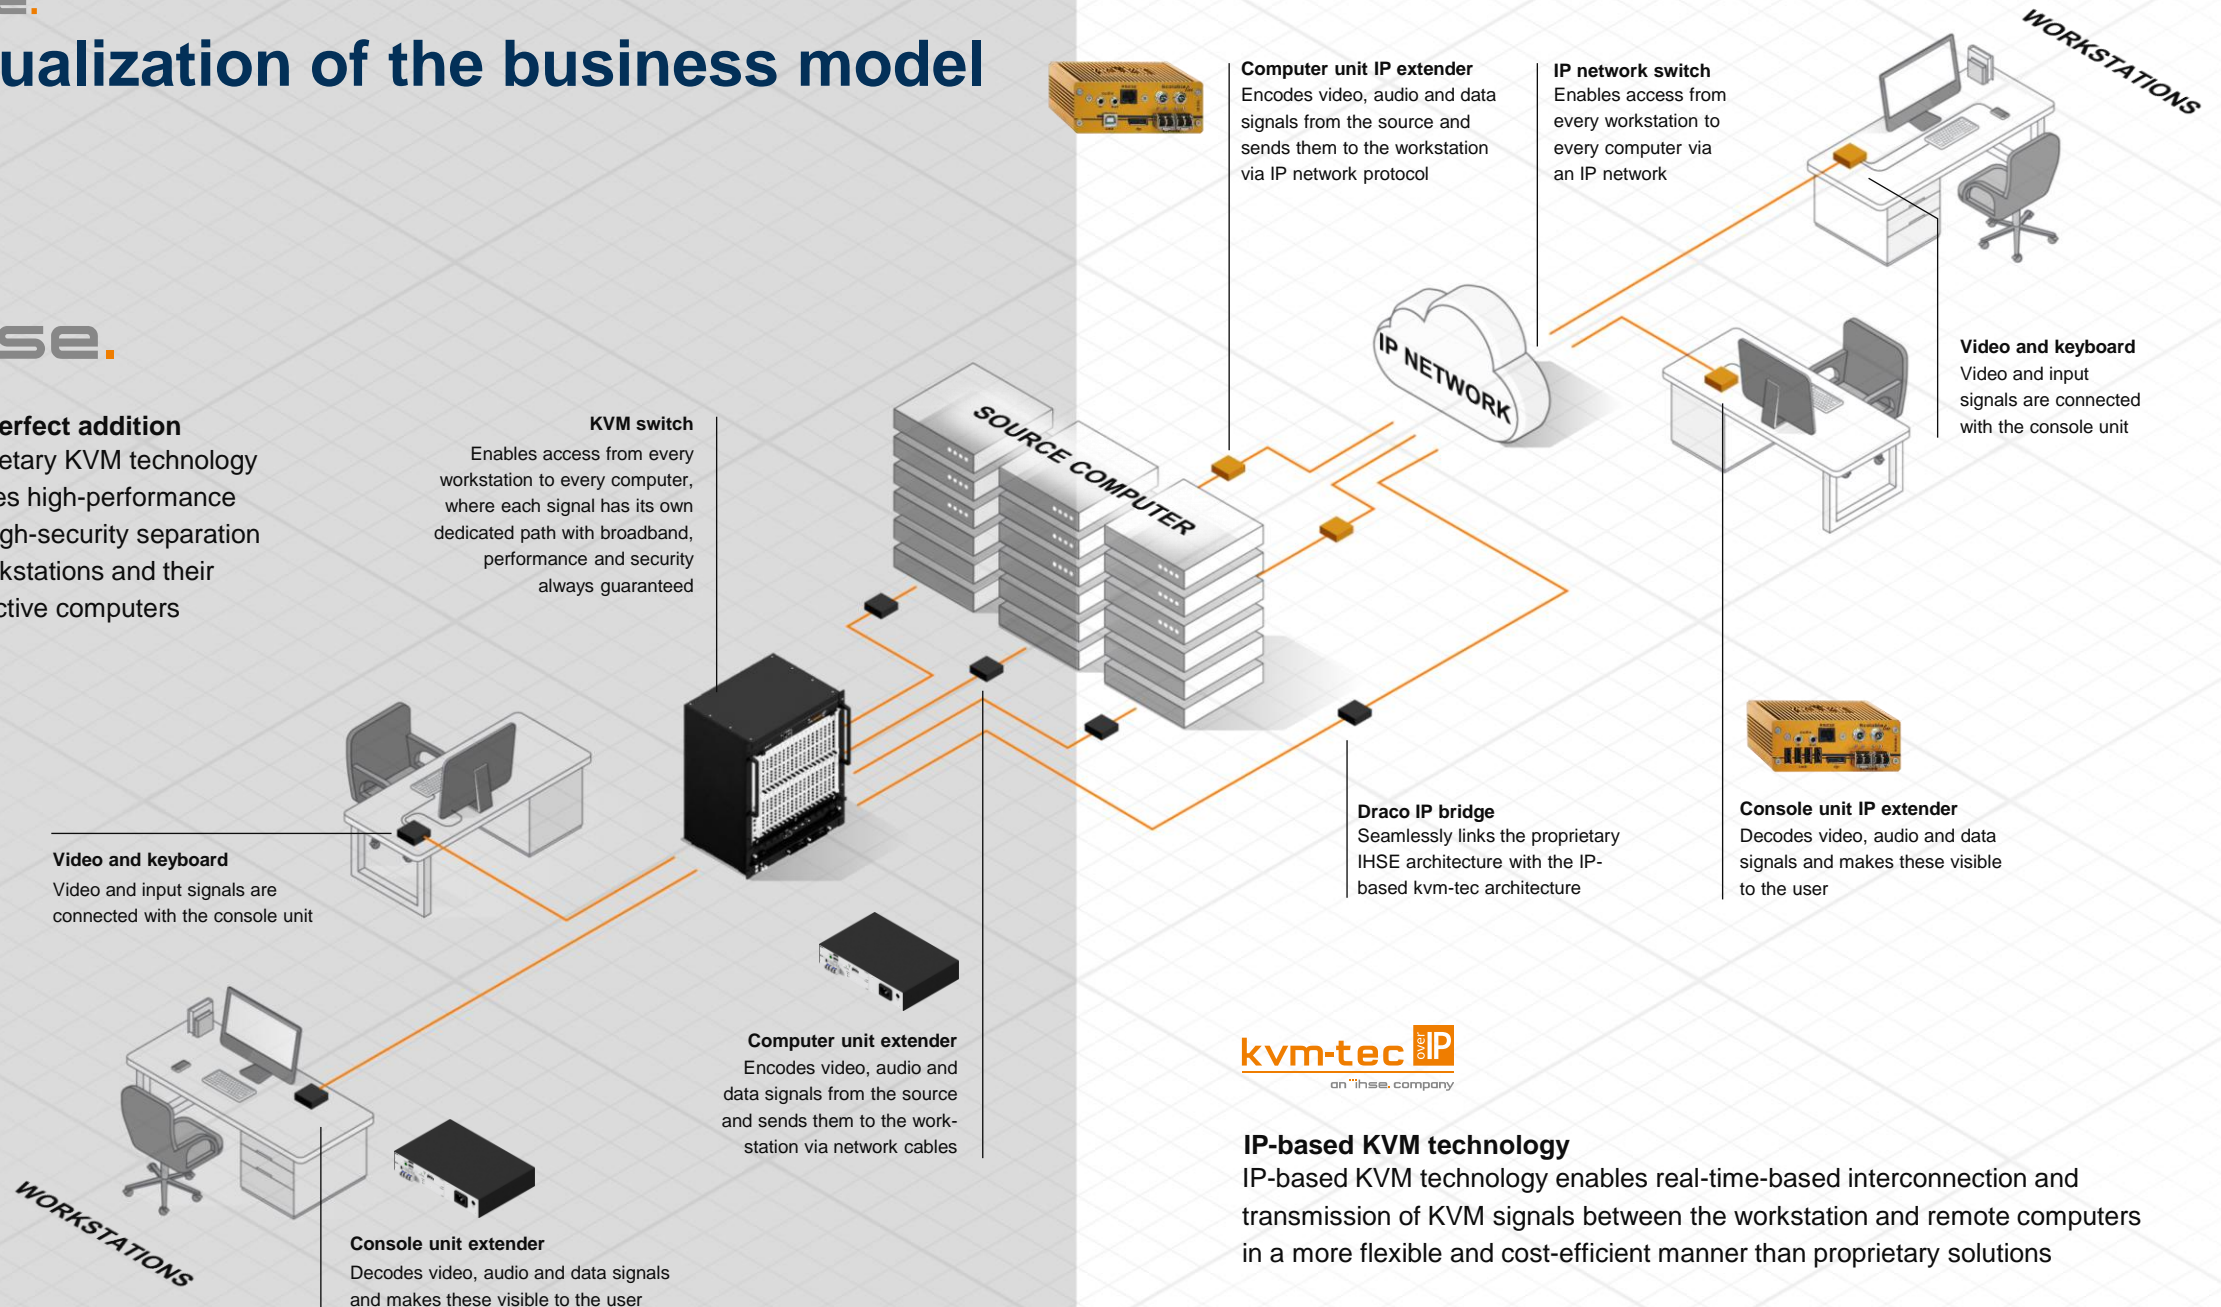 ualization of the business model
se.
erfect addition
etary KVM technology
es high-performance
gh-security separation
kstations and their
ctive computers
KVM switch
Enables access from every
workstation to every computer,
where each signal has its own
dedicated path with broadband,
performance and security
always guaranteed
Video and keyboard
Video and input signals are
connected with the console unit
WORKSTATIONS
Console unit extender
Decodes video, audio and data signals
and makes these visible to the user
Computer unit extender
Encodes video, audio and
data signals from the source
and sends them to the work-
station via network cables
SOURCE COMPUTER
Computer unit IP extender
Encodes video, audio and data
signals from the source and
sends them to the workstation
via IP network protocol
IP network switch
Enables access from
every workstation to
every computer via
an IP network
WORKSTATIONS
IP NETWORK
Video and keyboard
Video and input
signals are connected
with the console unit
Draco IP bridge
Seamlessly links the proprietary
IHSE architecture with the IP-
based kvm-tec architecture
Console unit IP extender
Decodes video, audio and data
signals and makes these visible
to the user
kvm-tec over IP
an ihse. company
IP-based KVM technology
IP-based KVM technology enables real-time-based interconnection and
transmission of KVM signals between the workstation and remote computers
in a more flexible and cost-efficient manner than proprietary solutions